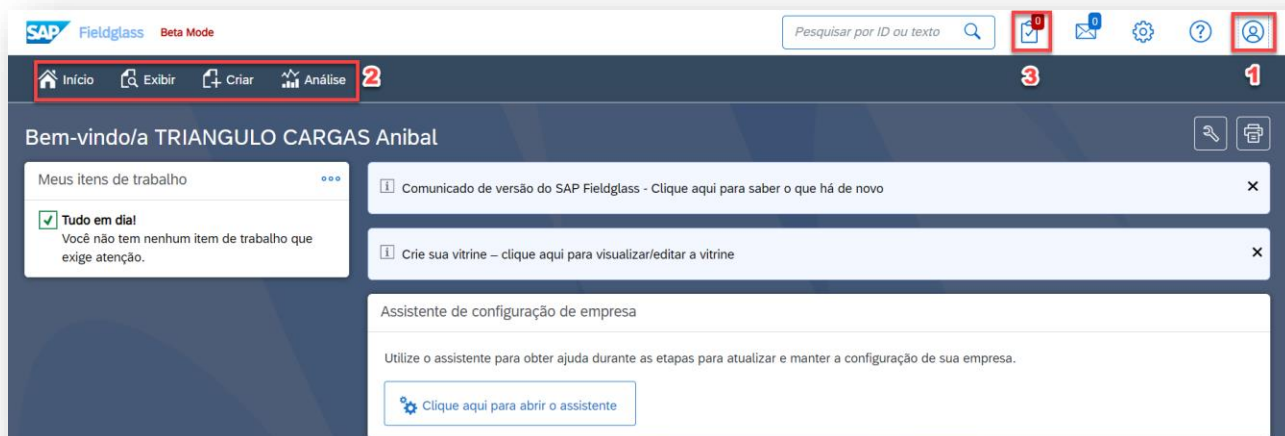 SAP Fieldglass Beta Mode Pesquisar por ID ou texto 0 0
Início Exibir Criar Análise 2 3 1
Bem-vindo/a TRIANGULO CARGAS Anibal
Meus itens de trabalho
Tudo em dia!
Você não tem nenhum item de trabalho que
exige atenção.
Comunicado de versão do SAP Fieldglass - Clique aqui para saber o que há de novo
Crie sua vitrine – clique aqui para visualizar/editar a vitrine
Assistente de configuração de empresa
Utilize o assistente para obter ajuda durante as etapas para atualizar e manter a configuração de sua empresa.
Clique aqui para abrir o assistente